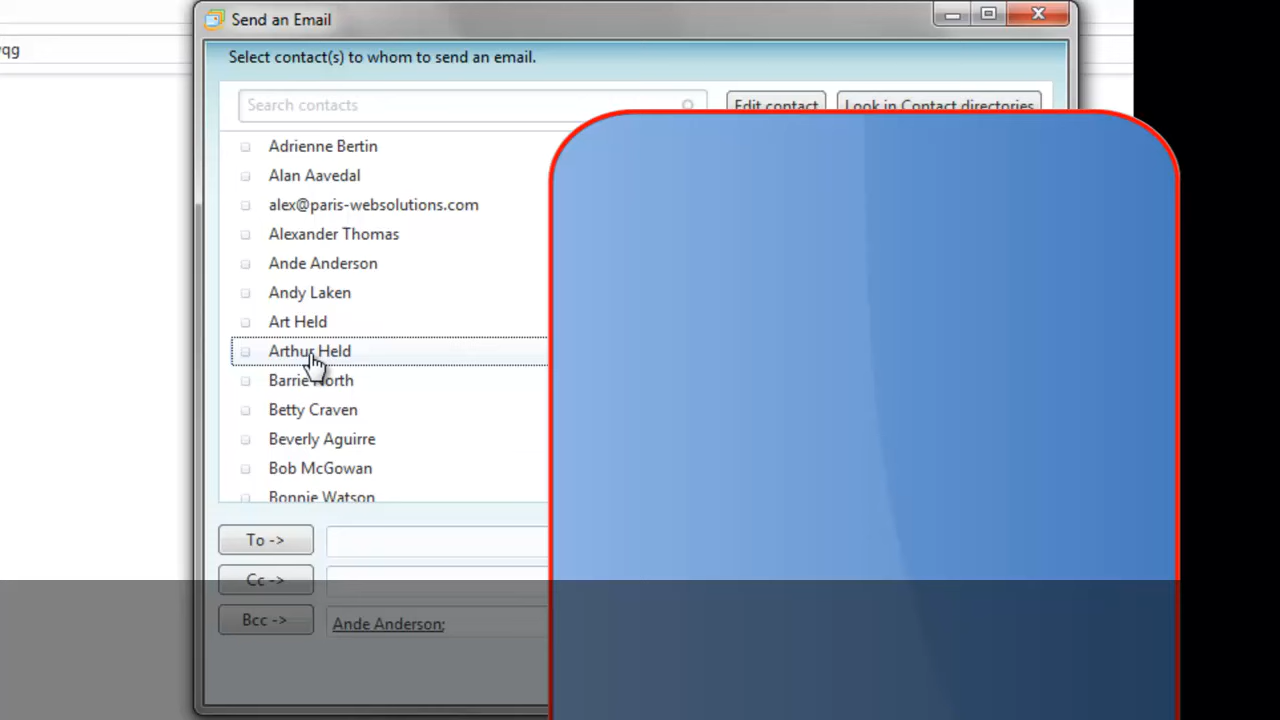 Send an Email
qg
Select contact(s) to whom to send an email.
Search contacts
Edit contact
Look in Contact directories
Adrienne Bertin
Alan Aavedal
alex@paris-websolutions.com
Alexander Thomas
Ande Anderson
Andy Laken
Art Held
Arthur Held
Barrie North
Betty Craven
Beverly Aguirre
Bob McGowan
Bonnie Watson
To ->
Cc ->
Bcc ->
Ande Anderson;